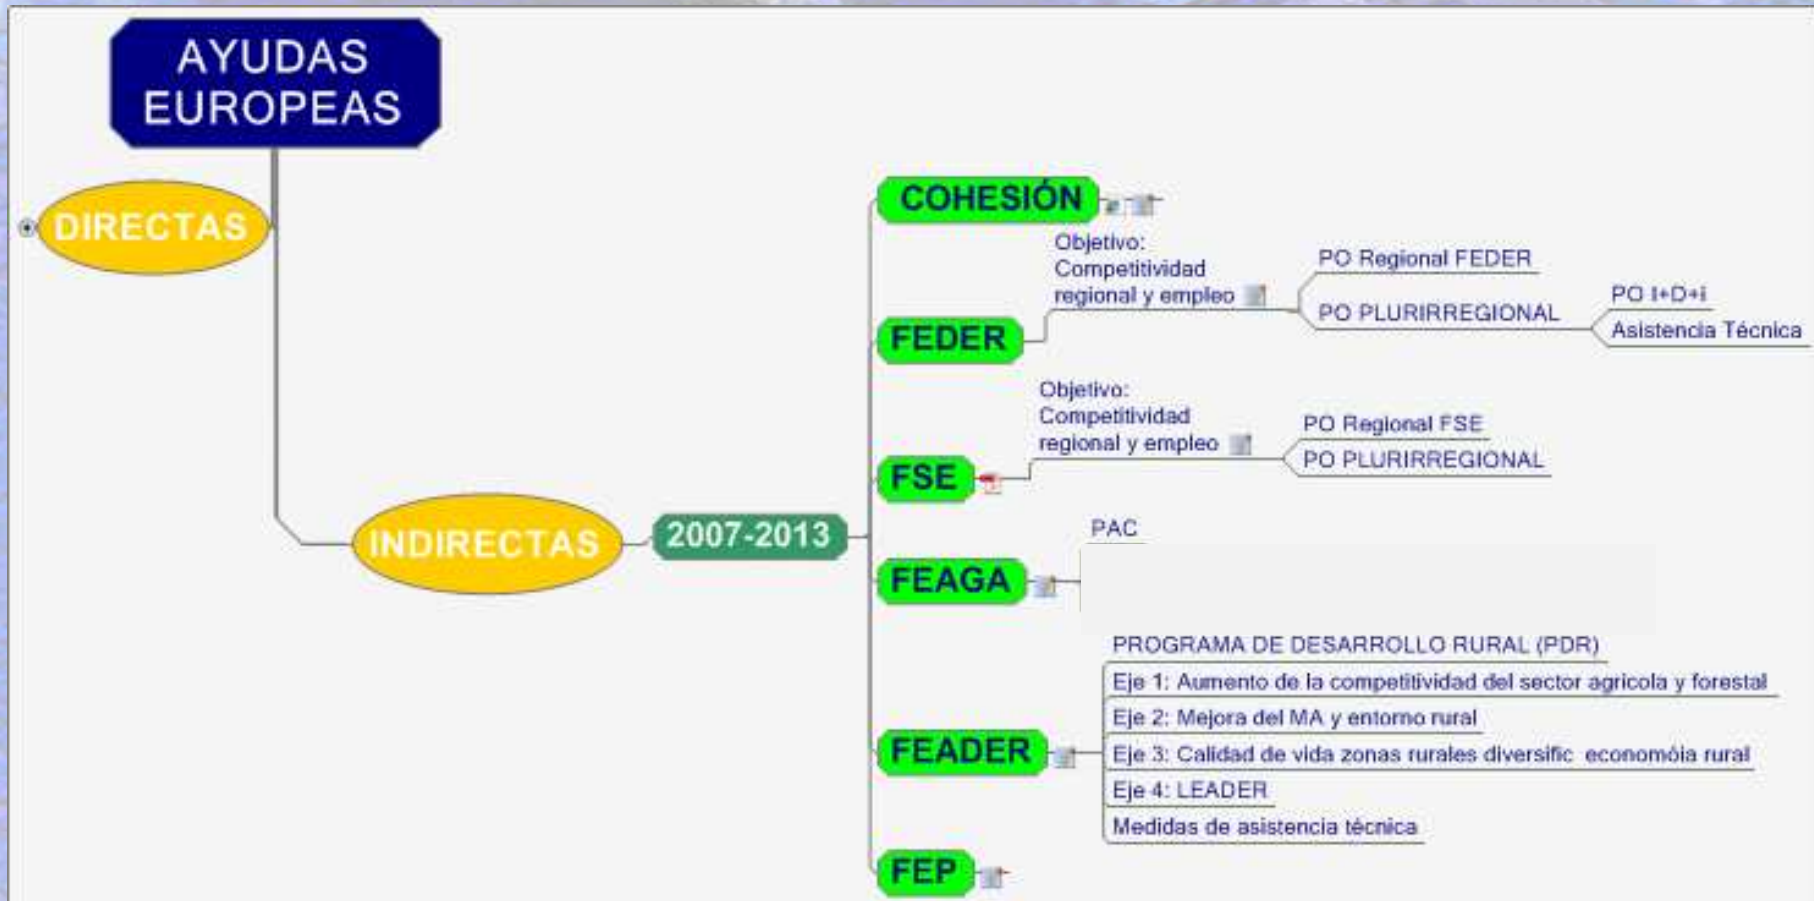 AYUDAS
EUROPEAS
DIRECTAS
INDIRECTAS
2007-2013
COHESIÓN
FEDER
Objetivo:
Competitividad
regional y empleo
PO Regional FEDER
PO PLURIRREGIONAL
PO I+D+i
Asistencia Técnica
FSE
Objetivo:
Competitividad
regional y empleo
PO Regional FSE
PO PLURIRREGIONAL
FEAGA
PAC
FEADER
PROGRAMA DE DESARROLLO RURAL (PDR)
Eje 1: Aumento de la competitividad del sector agrícola y forestal
Eje 2: Mejora del MA y entorno rural
Eje 3: Calidad de vida zonas rurales diversific economóia rural
Eje 4: LEADER
Medidas de asistencia técnica
FEP